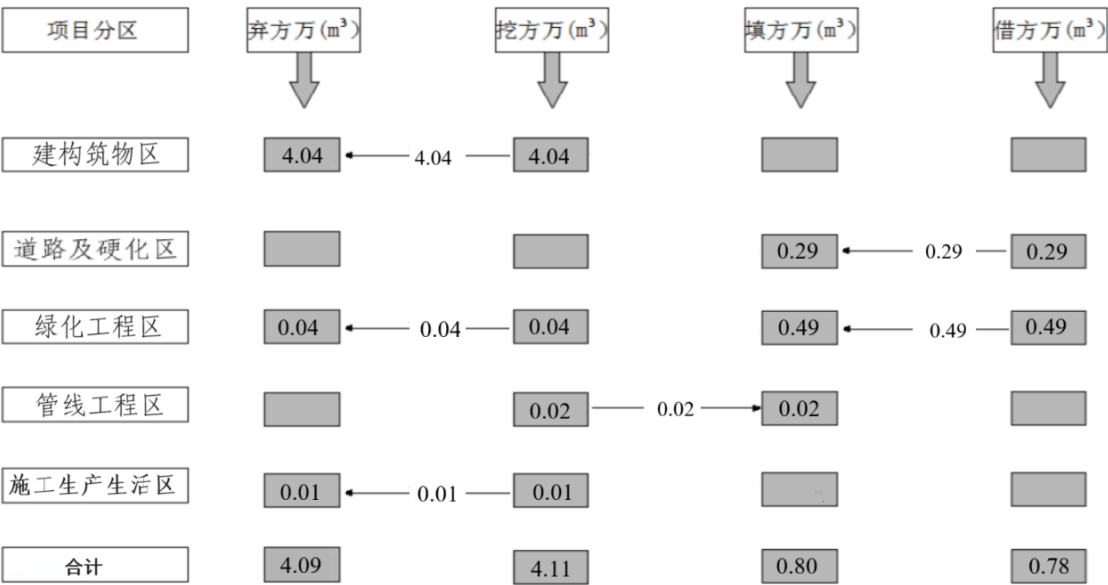 项目分区 弃方万(m³) 挖方万(m³) 填方万(m³) 借方万(m³)
建构筑物区 4.04 4.04 4.04
道路及硬化区 0.29 0.29 0.29
绿化工程区 0.04 0.04 0.04 0.49 0.49 0.49
管线工程区 0.02 0.02 0.02
施工生产生活区 0.01 0.01 0.01
合计 4.09 4.11 0.80 0.78